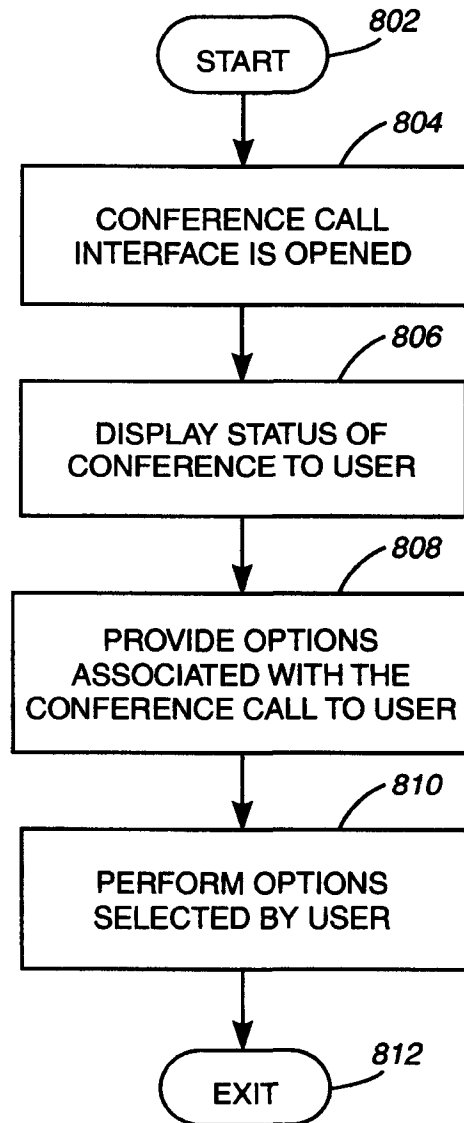 802
START
804
CONFERENCE CALL
INTERFACE IS OPENED
806
DISPLAY STATUS OF
CONFERENCE TO USER
808
PROVIDE OPTIONS
ASSOCIATED WITH THE
CONFERENCE CALL TO USER
810
PERFORM OPTIONS
SELECTED BY USER
812
EXIT